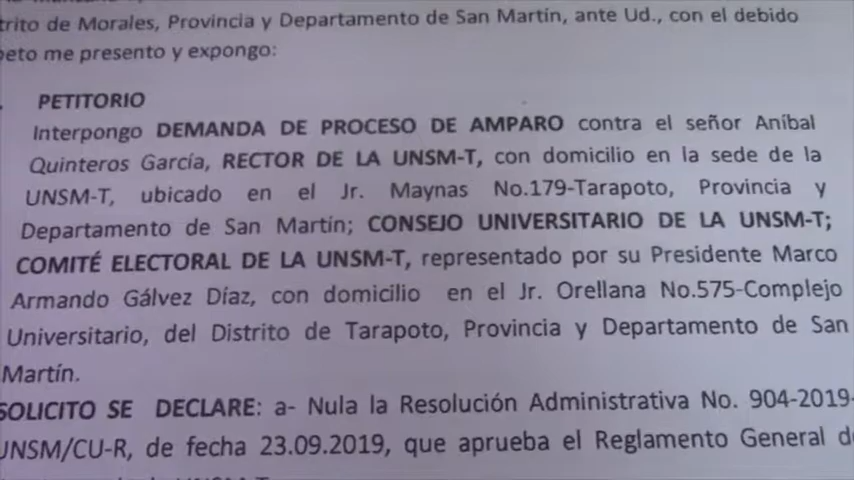 trito de Morales, Provincia y Departamento de San Martín, ante Ud., con el debido
peto me presento y expongo:
PETITORIO
Interpongo DEMANDA DE PROCESO DE AMPARO contra el señor Aníbal
Quinteros García, RECTOR DE LA UNSM-T, con domicilio en la sede de la
UNSM-T, ubicado en el Jr. Maynas No.179-Tarapoto, Provincia y
Departamento de San Martín; CONSEJO UNIVERSITARIO DE LA UNSM-T;
COMITÉ ELECTORAL DE LA UNSM-T, representado por su Presidente Marco
Armando Gálvez Díaz, con domicilio en el Jr. Orellana No.575-Complejo
Universitario, del Distrito de Tarapoto, Provincia y Departamento de San
Martín.
SOLICITO SE DECLARE: a- Nula la Resolución Administrativa No. 904-2019-
UNSM/CU-R, de fecha 23.09.2019, que aprueba el Reglamento General d